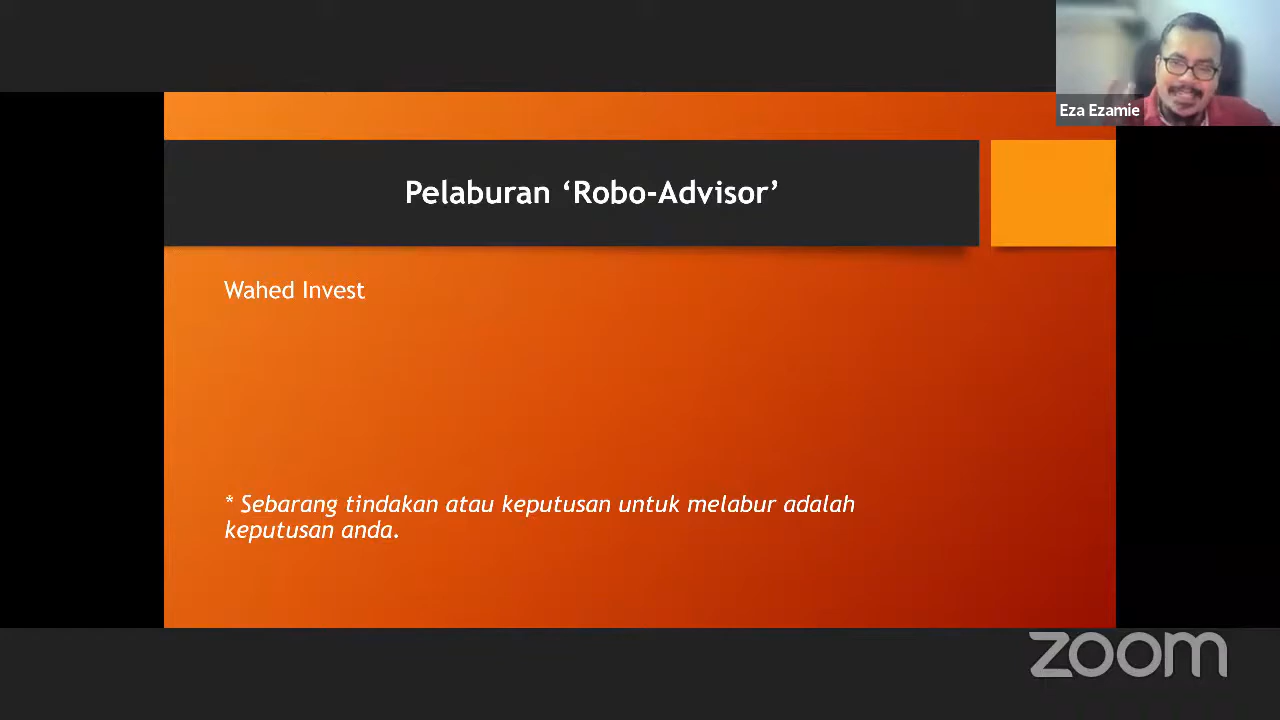 Eza Ezamie
Pelaburan ‘Robo-Advisor’
Wahed Invest
* Sebarang tindakan atau keputusan untuk melabur adalah
keputusan anda.
zoom